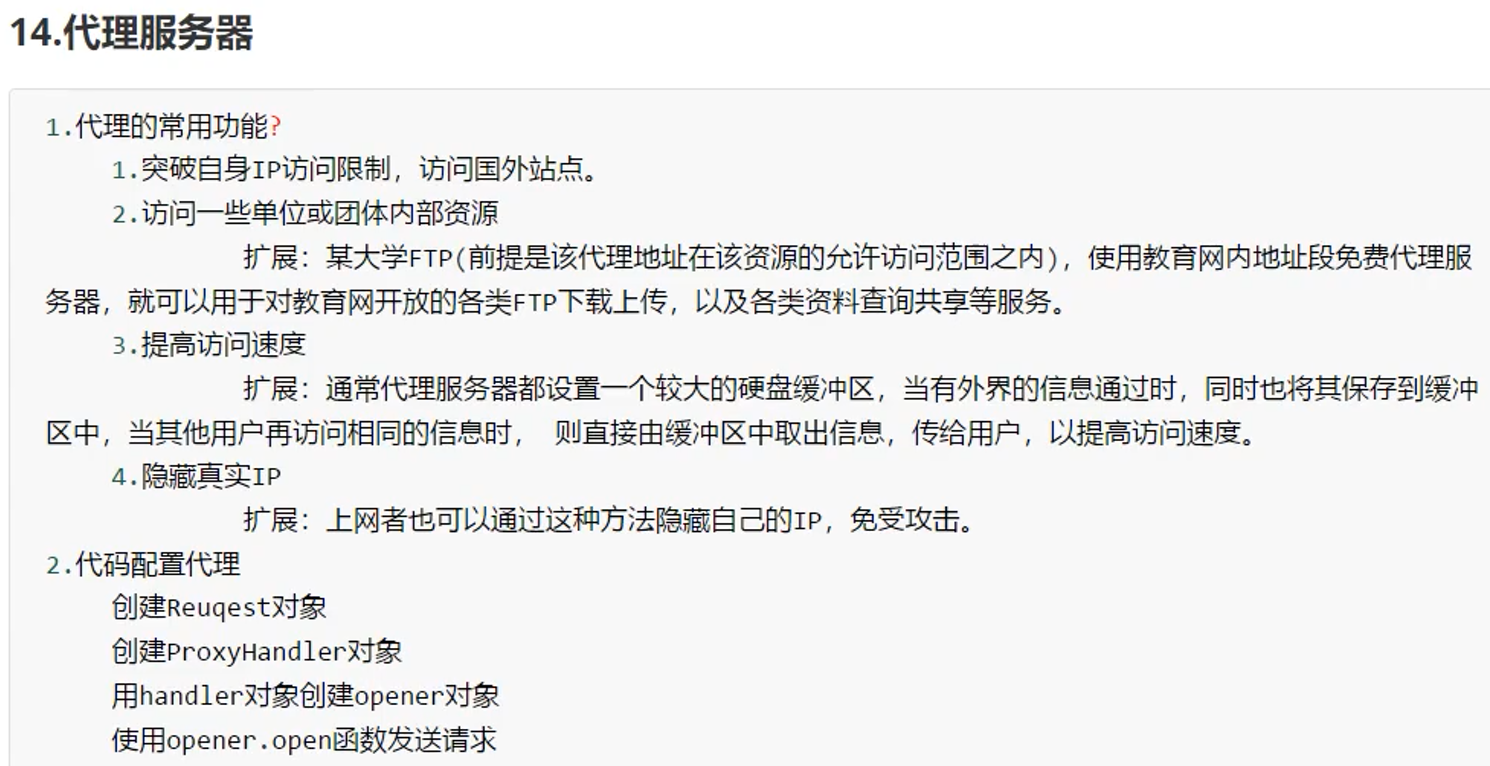 14.代理服务器
1.代理的常用功能?
1.突破自身IP访问限制，访问国外站点。
2.访问一些单位或团体内部资源
扩展：某大学FTP(前提是该代理地址在该资源的允许访问范围之内)，使用教育网内地址段免费代理服
务器，就可以用于对教育网开放的各类FTP下载上传，以及各类资料查询共享等服务。
3.提高访问速度
扩展：通常代理服务器都设置一个较大的硬盘缓冲区，当有外界的信息通过时，同时也将其保存到缓冲
区中，当其他用户再访问相同的信息时， 则直接由缓冲区中取出信息，传给用户，以提高访问速度。
4.隐藏真实IP
扩展：上网者也可以通过这种方法隐藏自己的IP，免受攻击。
2.代码配置代理
创建Reuqest对象
创建ProxyHandler对象
用handler对象创建opener对象
使用opener.open函数发送请求